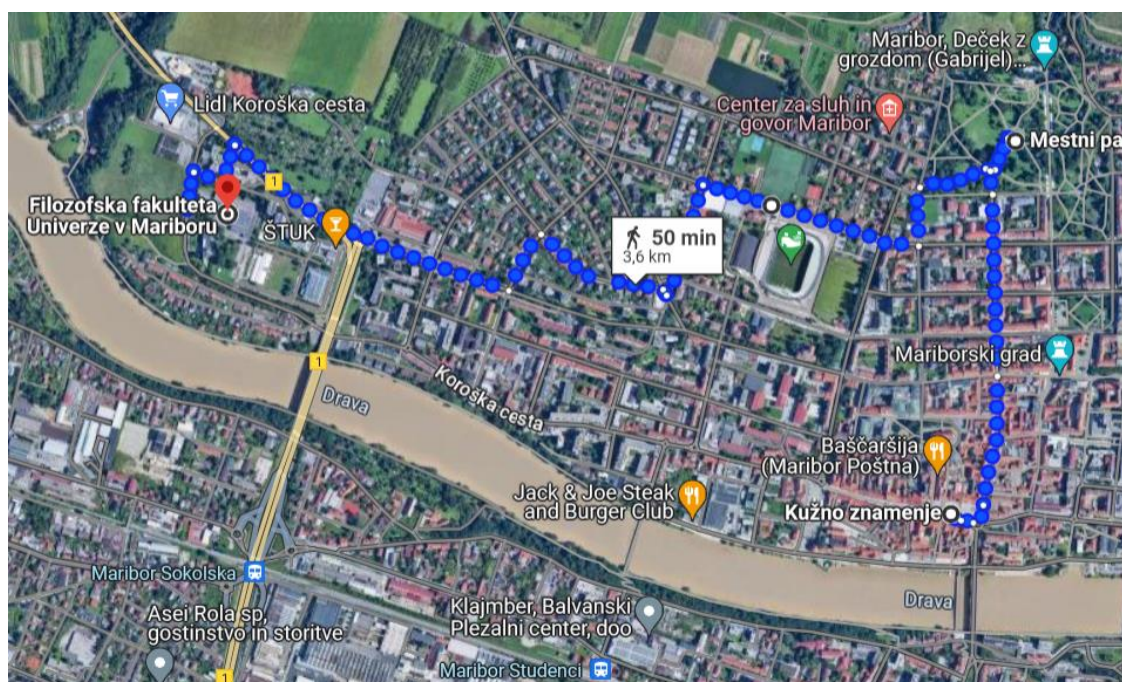 Maribor, Deček z
grozdom (Gabrijel)...
Lidl Koroška cesta
Center za sluh in
govor Maribor
Mestni pa
1
Filozofska fakulteta
Univerze v Mariboru
ŠTUK
50 min
3,6 km
1
Mariborski grad
Drava
Koroška cesta
Baščaršija
(Maribor Poštna)
Jack & Joe Steak
and Burger Club
Kužno znamenje
Maribor Sokolska
Drava
Asei Rola sp,
gostinstvo in storitve
Klajmber, Balvanski
Plezalni center, doo
Maribor Studenci
1